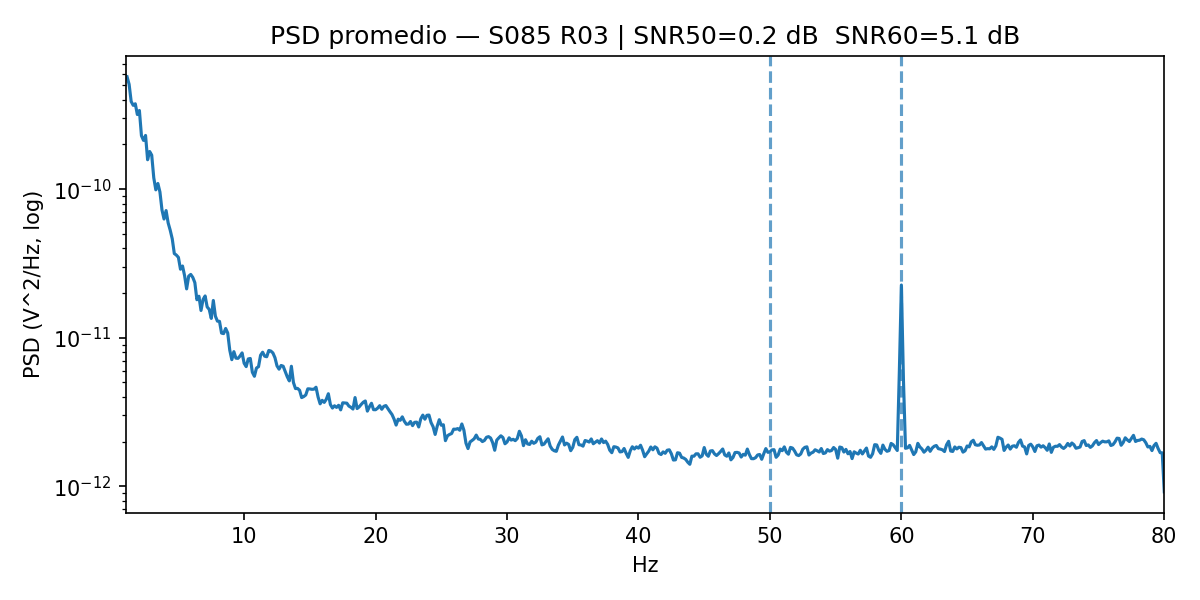 PSD promedio — S085 R03 | SNR50=0.2 dB  SNR60=5.1 dB
PSD (V^2/Hz, log)
10⁻¹⁰
10⁻¹¹
10⁻¹²
10 20 30 40 50 60 70 80
Hz